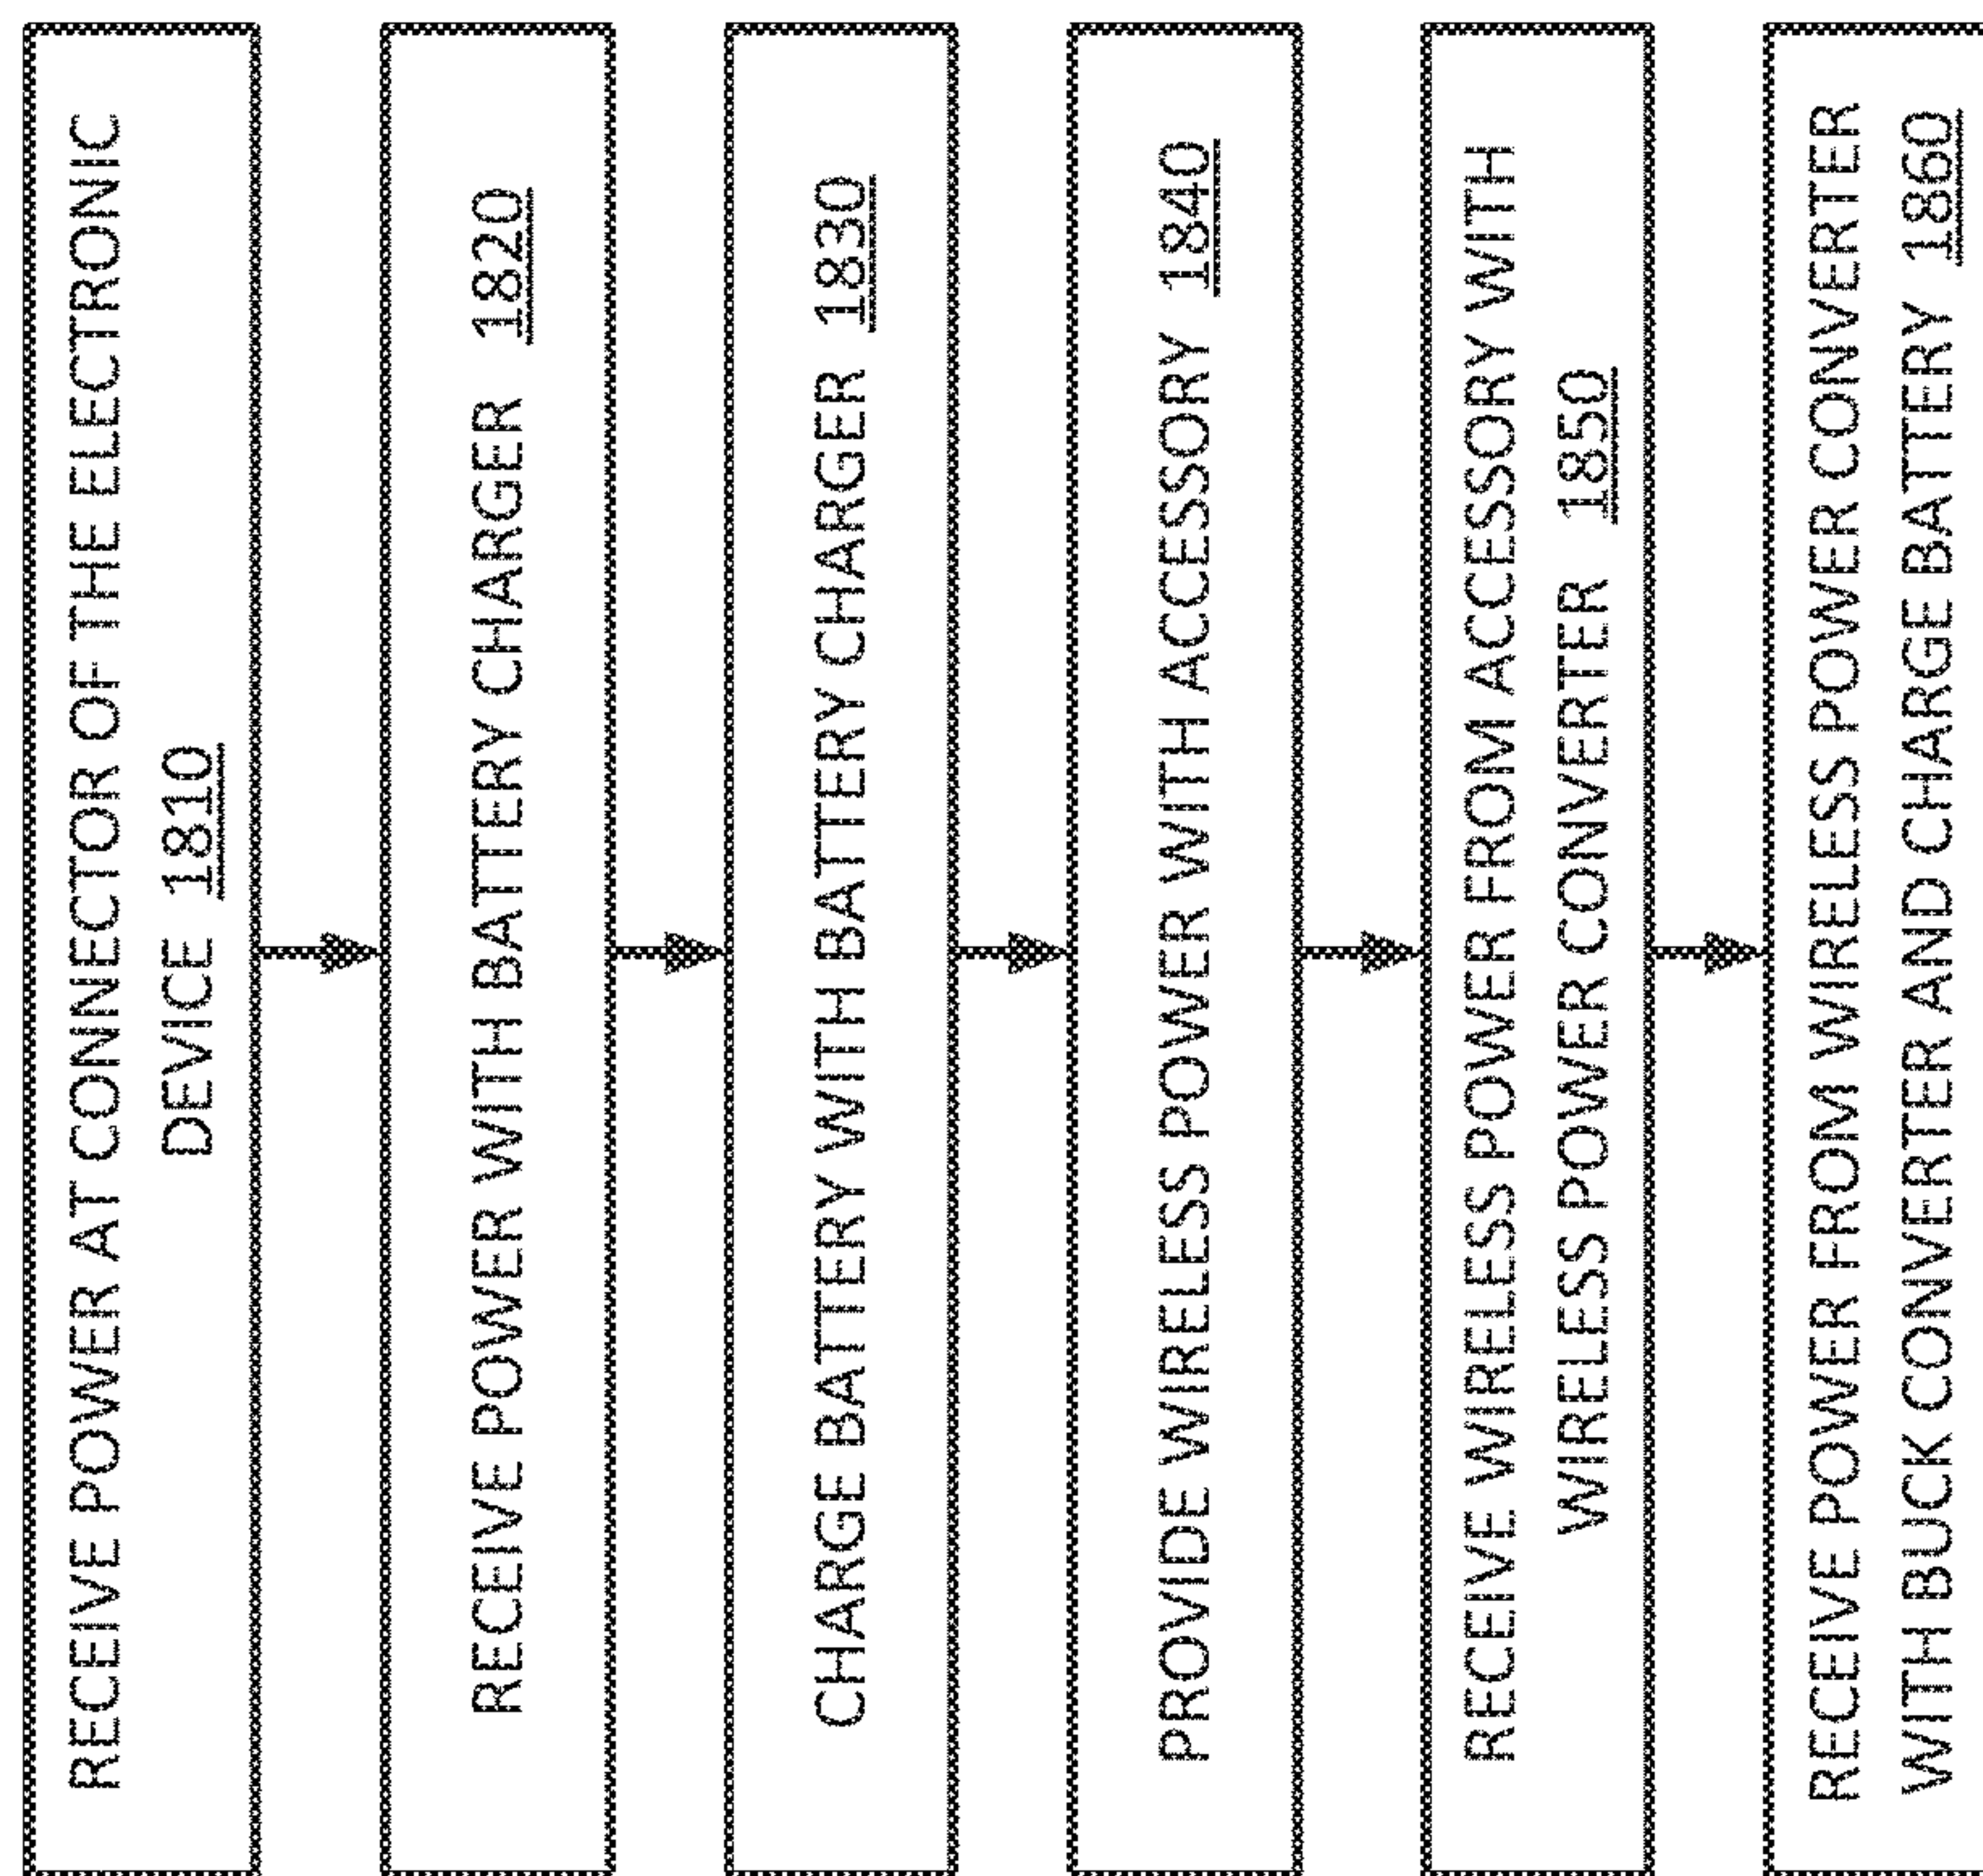 RECEIVE POWER AT CONNECTOR OF THE ELECTRONIC
DEVICE 1810
RECEIVE POWER WITH BATTERY CHARGER 1820
CHARGE BATTERY WITH BATTERY CHARGER 1830
PROVIDE WIRELESS POWER WITH ACCESSORY 1840
RECEIVE WIRELESS POWER FROM ACCESSORY WITH
WIRELESS POWER CONVERTER 1850
RECEIVE POWER FROM WIRELESS POWER CONVERTER
WITH BUCK CONVERTER AND CHARGE BATTERY 1860